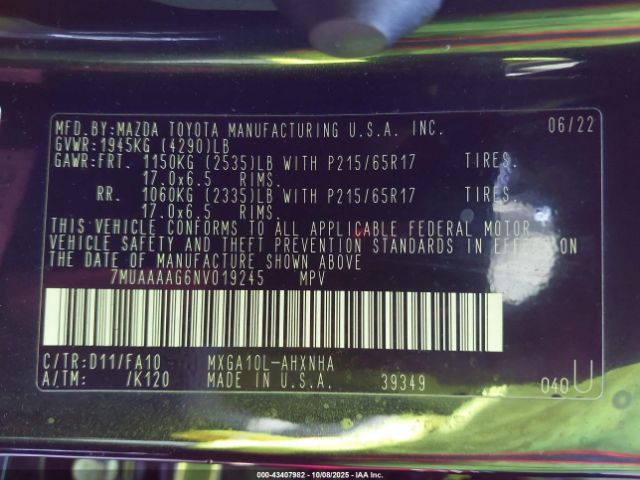 MFD.BY:MAZDA TOYOTA MANUFACTURING U.S.A. INC. 06/22
GVWR:1945KG (4290)LB
GAWR:FRT. 1150KG (2535)LB WITH P215/65R17 TIRES.
17.0x6.5 RIMS.
RR. 1060KG (2335)LB WITH P215/65R17 TIRES.
17.0x6.5 RIMS.
THIS VEHICLE CONFORMS TO ALL APPLICABLE FEDERAL MOTOR
VEHICLE SAFETY AND THEFT PREVENTION STANDARDS IN EFFECT ON
THE DATE OF MANUFACTURE SHOWN ABOVE
7MUAAAAG6NV019245 MPV
C/TR:D11/FA10 MXGA10L-AHXNHA
A/TM: /K120 MADE IN U.S.A. 39349 040U
000-43407982 - 10/08/2025 - IAA Inc.